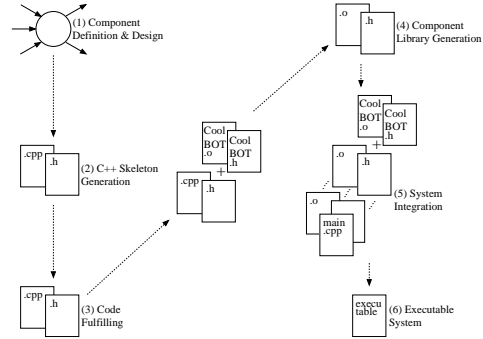 (1) Component
Definition & Design
.cpp
.h
(2) C++ Skeleton
Generation
.cpp
.h
(3) Code
Fulfilling
Cool
BOT
.o
Cool
BOT
.h
+
.cpp
.h
.o
.h
(4) Component
Library Generation
Cool
BOT
.o
Cool
BOT
.h
+
.o
.h
.o
main
.cpp
(5) System
Integration
execu
table
(6) Executable
System